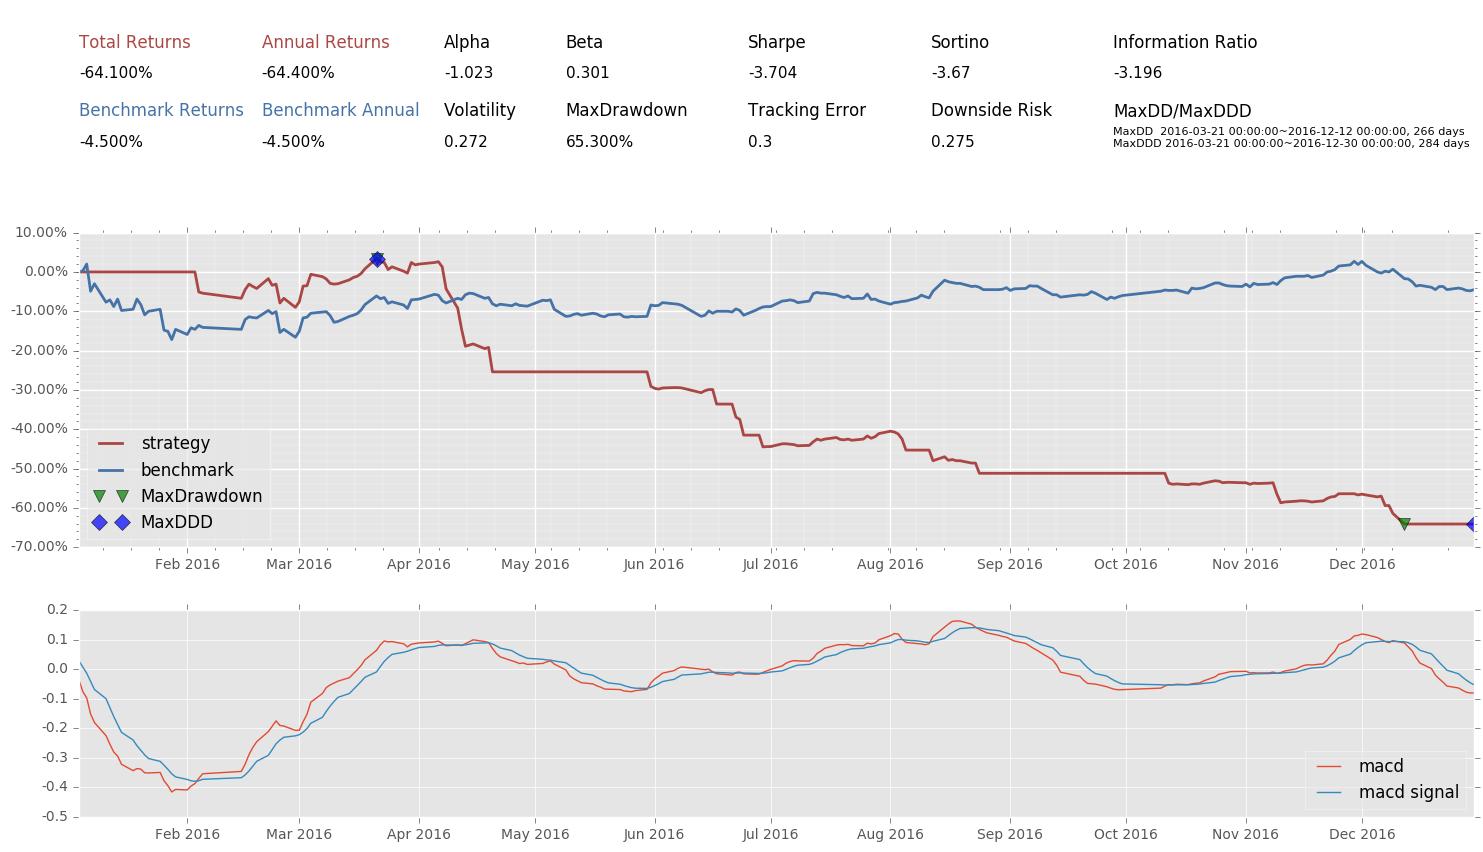 Total Returns Annual Returns Alpha Beta Sharpe Sortino Information Ratio
-64.100% -64.400% -1.023 0.301 -3.704 -3.67 -3.196
Benchmark Returns Benchmark Annual Volatility MaxDrawdown Tracking Error Downside Risk MaxDD/MaxDDD
-4.500% -4.500% 0.272 65.300% 0.3 0.275
MaxDD 2016-03-21 00:00:00~2016-12-12 00:00:00, 266 days
MaxDDD 2016-03-21 00:00:00~2016-12-30 00:00:00, 284 days
10.00%
0.00%
-10.00%
-20.00%
-30.00%
-40.00%
-50.00%
-60.00%
-70.00%
strategy
benchmark
MaxDrawdown
MaxDDD
Feb 2016 Mar 2016 Apr 2016 May 2016 Jun 2016 Jul 2016 Aug 2016 Sep 2016 Oct 2016 Nov 2016 Dec 2016
0.2
0.1
0.0
-0.1
-0.2
-0.3
-0.4
-0.5
macd
macd signal
Feb 2016 Mar 2016 Apr 2016 May 2016 Jun 2016 Jul 2016 Aug 2016 Sep 2016 Oct 2016 Nov 2016 Dec 2016